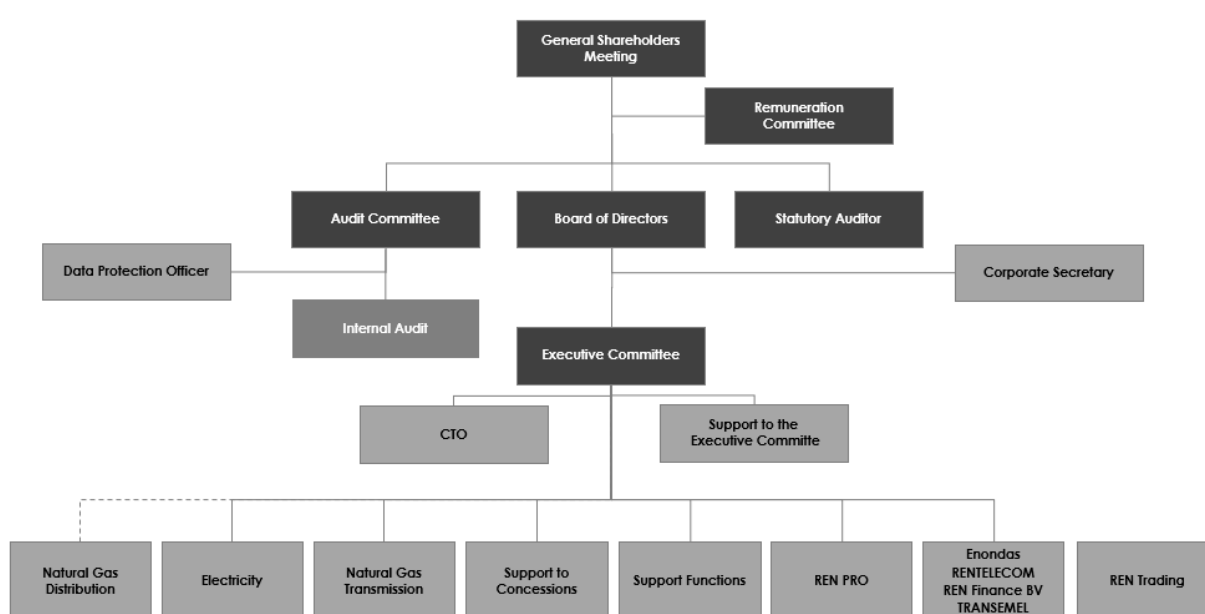 General Shareholders
Meeting
Remuneration
Committee
Audit Committee
Board of Directors
Statutory Auditor
Data Protection Officer
Corporate Secretary
Internal Audit
Executive Committee
CTO
Support to the
Executive Committe
Natural Gas
Distribution
Electricity
Natural Gas
Transmission
Support to
Concessions
Support Functions
REN PRO
Enondas
RENTELECOM
REN Finance BV
TRANSEMEL
REN Trading